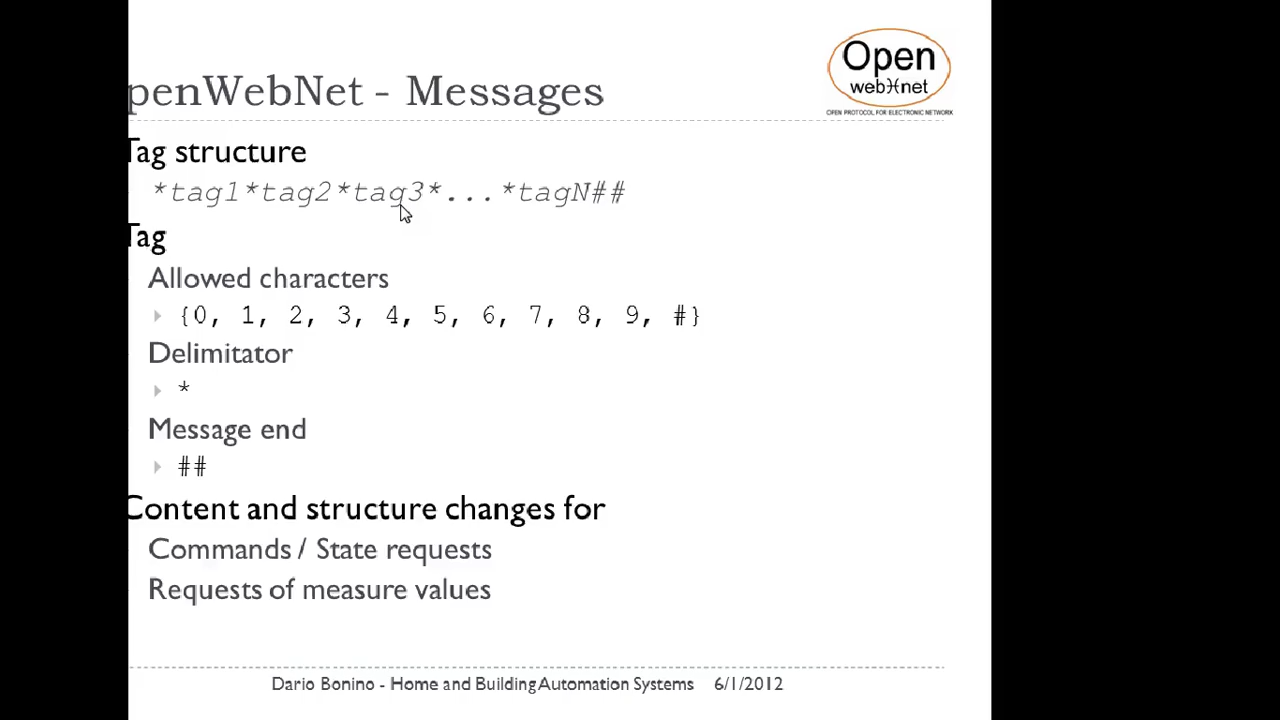 Open
web)(net
OPEN PROTOCOL FOR ELECTRONIC NETWORK
penWebNet - Messages
Tag structure
*tag1*tag2*tag3*...*tagN##
Tag
Allowed characters
{0, 1, 2, 3, 4, 5, 6, 7, 8, 9, #}
Delimitator
*
Message end
##
Content and structure changes for
Commands / State requests
Requests of measure values
Dario Bonino - Home and Building Automation Systems 6/1/2012